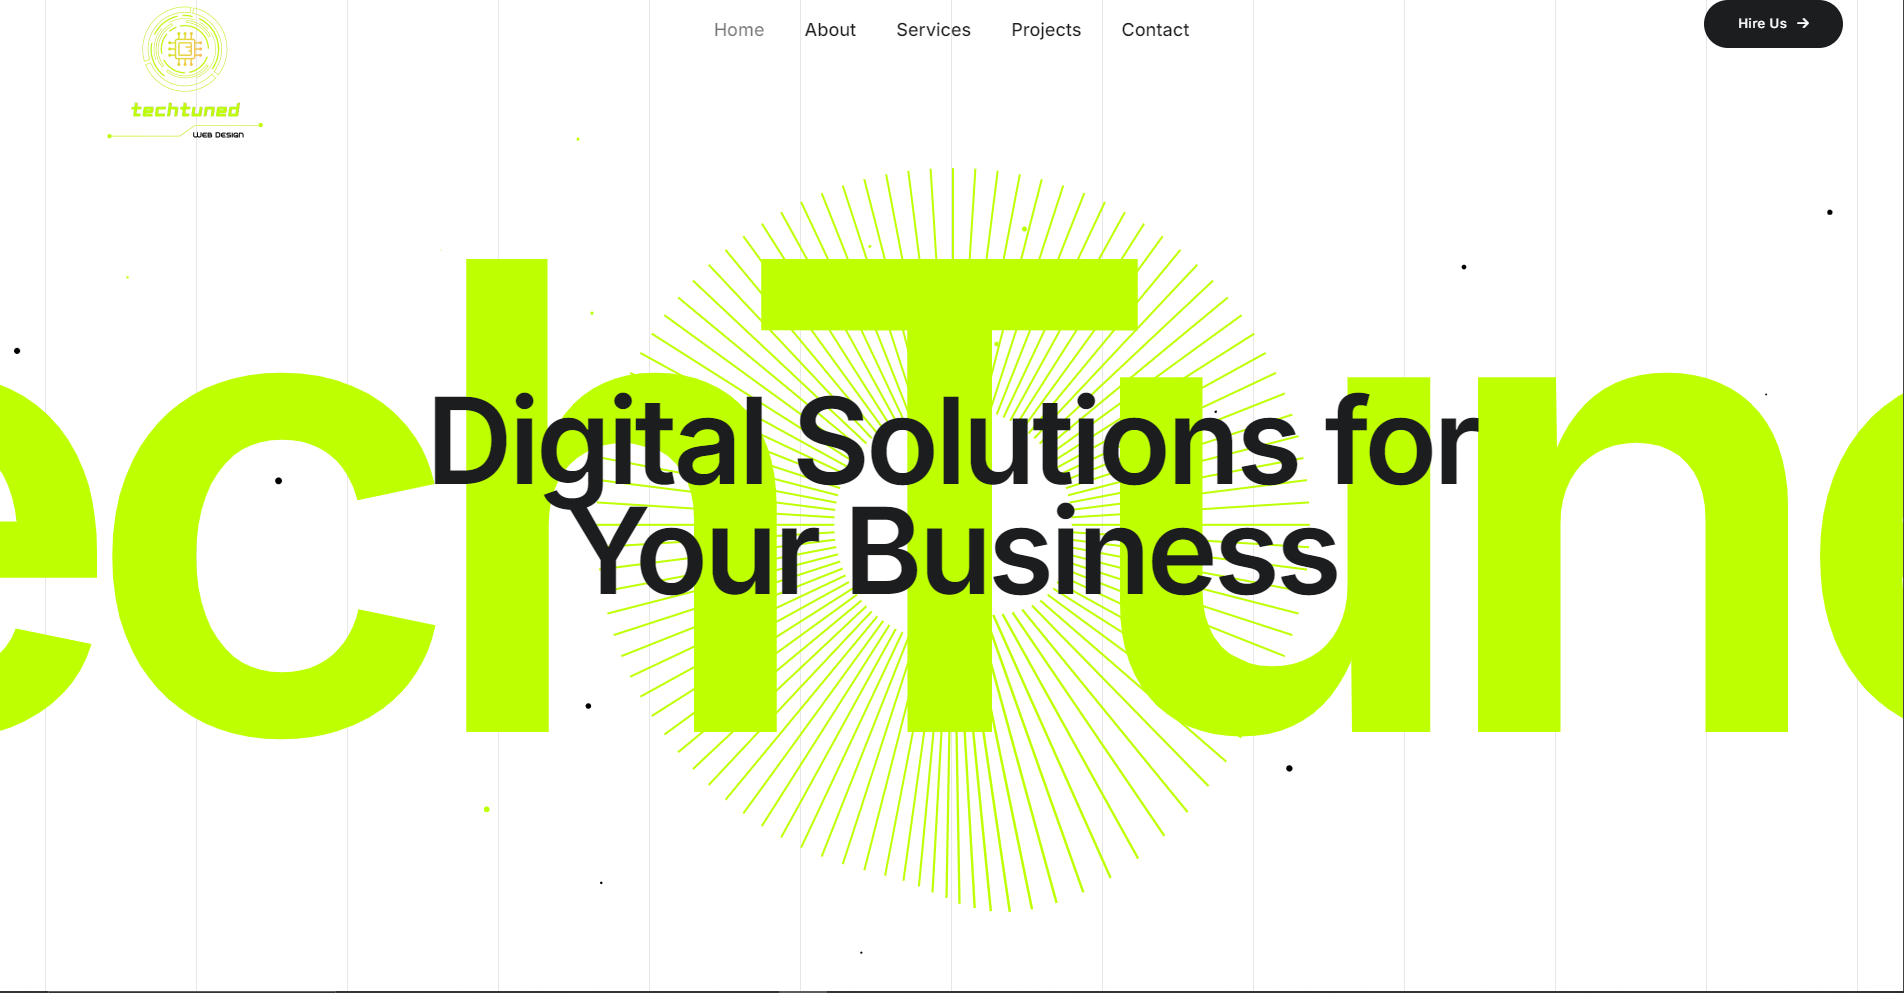 Home About Services Projects Contact
Hire Us
techtuned
WEB DESIGN
echTune
Digital Solutions for
Your Business